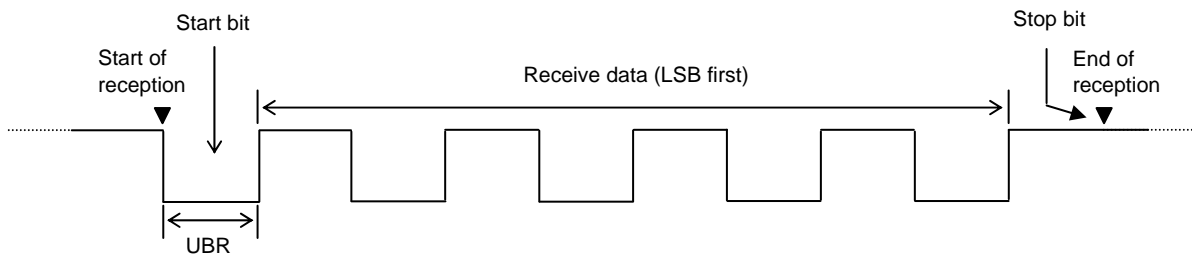 Start bit
Stop bit
Start of
reception
Receive data (LSB first)
End of
reception
UBR